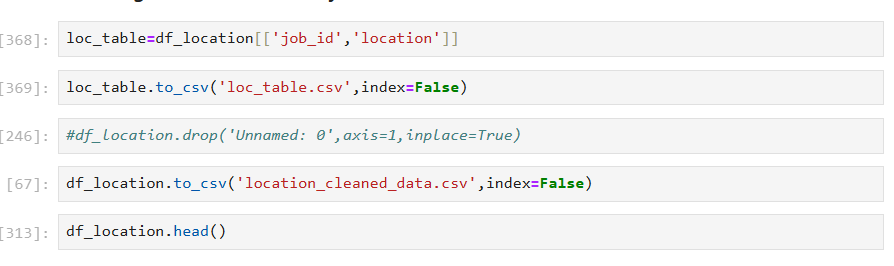 [368]: loc_table=df_location[['job_id','location']]
[369]: loc_table.to_csv('loc_table.csv',index=False)
[246]: #df_location.drop('Unnamed: 0',axis=1,inplace=True)
[67]: df_location.to_csv('location_cleaned_data.csv',index=False)
[313]: df_location.head()